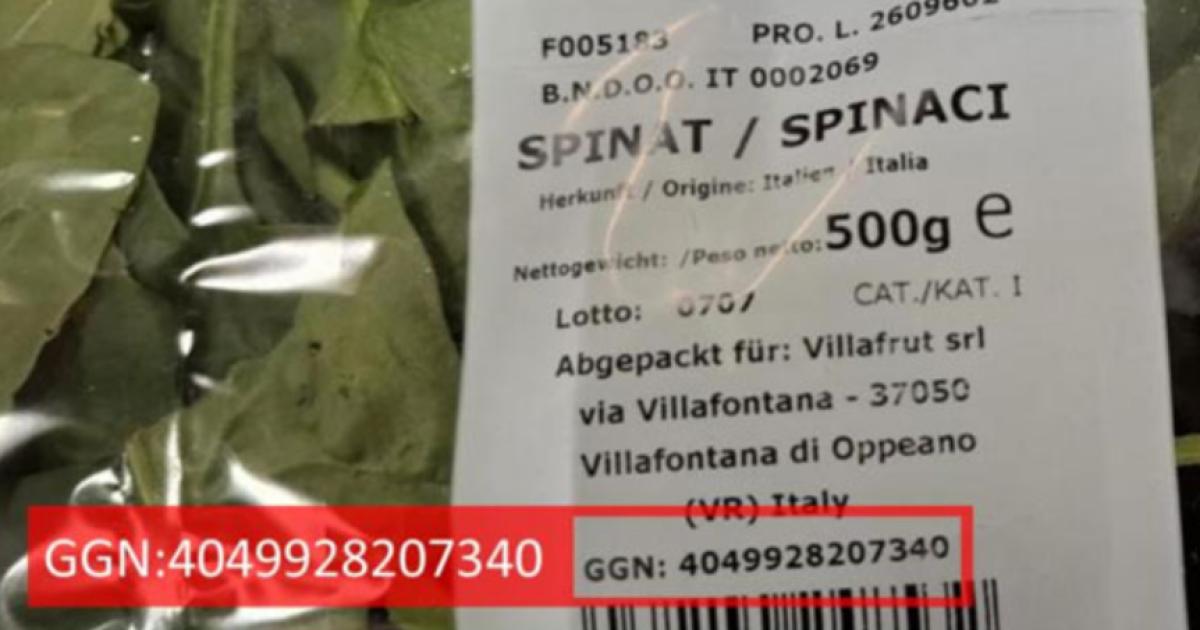 F005183 PRO. L.
B.N.D.O.O. IT 0002069
SPINAT / SPINACI
Herkunft / Origine: Italien / Italia
Nettogewicht: /Peso netto: 500g e
Lotto: CAT./KAT. I
Abgepackt für: Villafrut srl
via Villafontana - 37050
Villafontana di Oppeano
(VR) Italy
GGN:4049928207340
GGN: 4049928207340